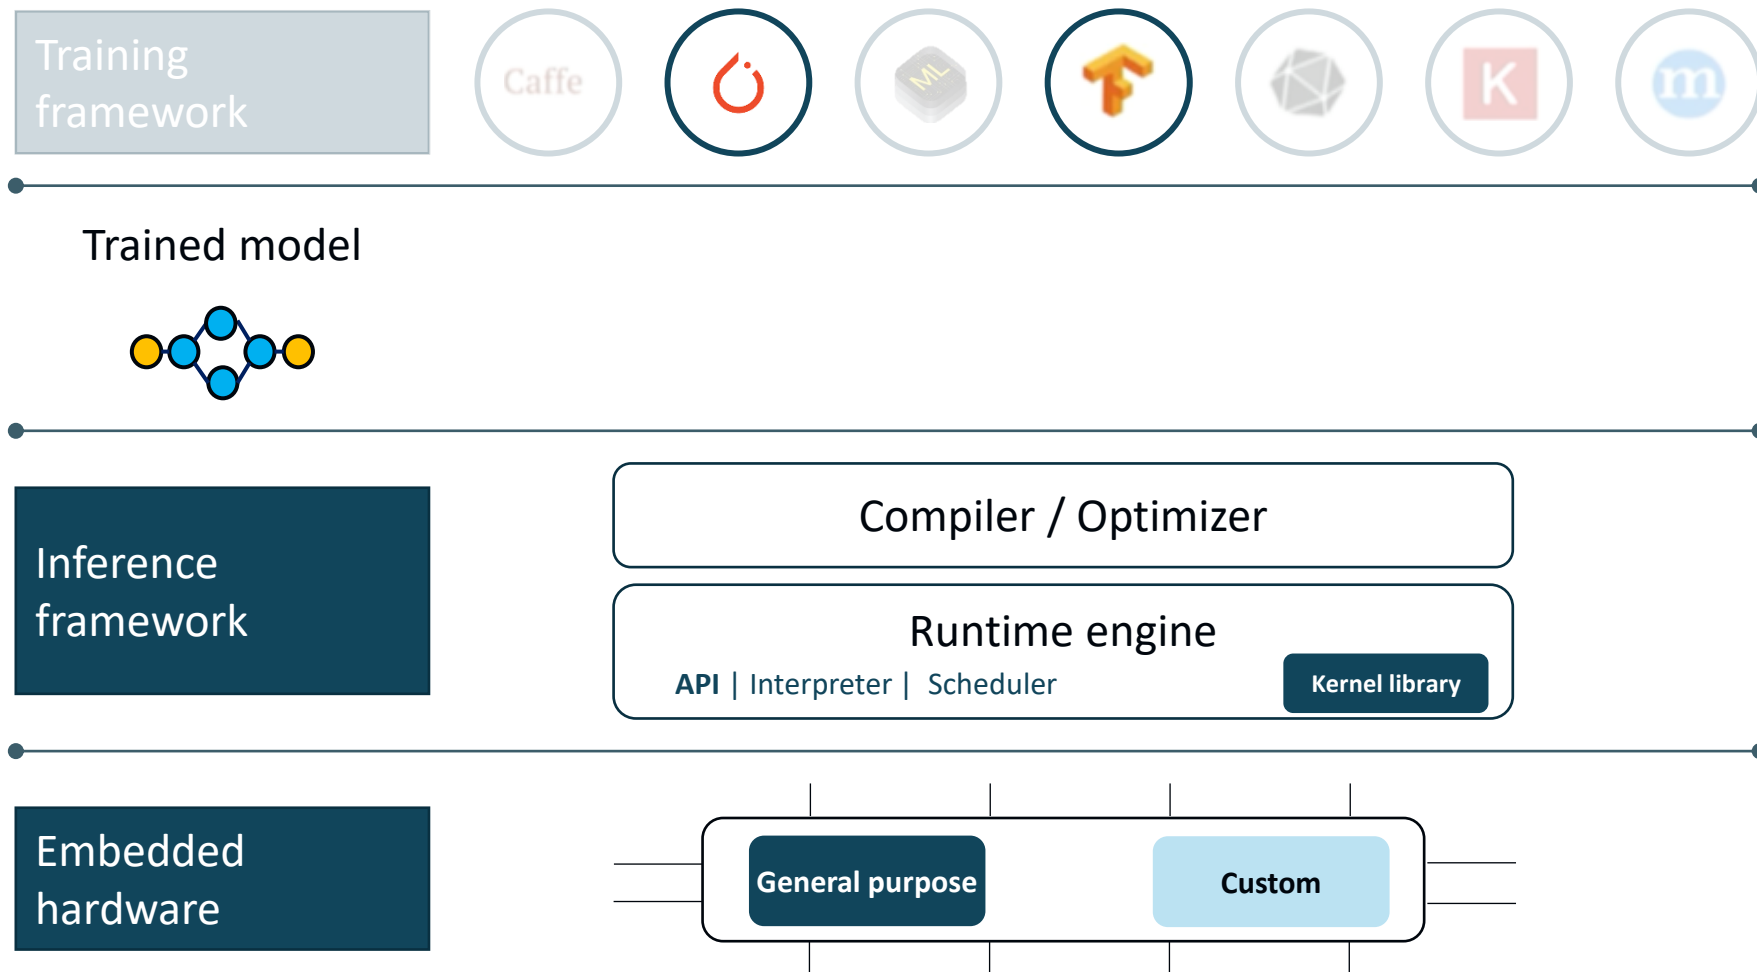 Training
framework
Caffe
ML
K
m
Trained model
Inference
framework
Compiler / Optimizer
Runtime engine
API | Interpreter | Scheduler
Kernel library
Embedded
hardware
General purpose
Custom